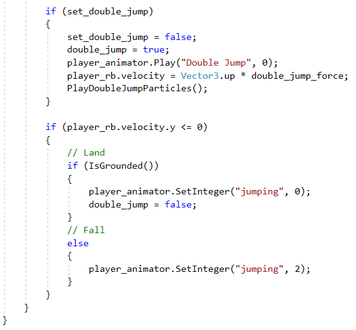 if (set_double_jump)
{
set_double_jump = false;
double_jump = true;
player_animator.Play("Double Jump", 0);
player_rb.velocity = Vector3.up * double_jump_force;
PlayDoubleJumpParticles();
}
if (player_rb.velocity.y <= 0)
{
// Land
if (IsGrounded())
{
player_animator.SetInteger("jumping", 0);
double_jump = false;
}
// Fall
else
{
player_animator.SetInteger("jumping", 2);
}
}
}
}